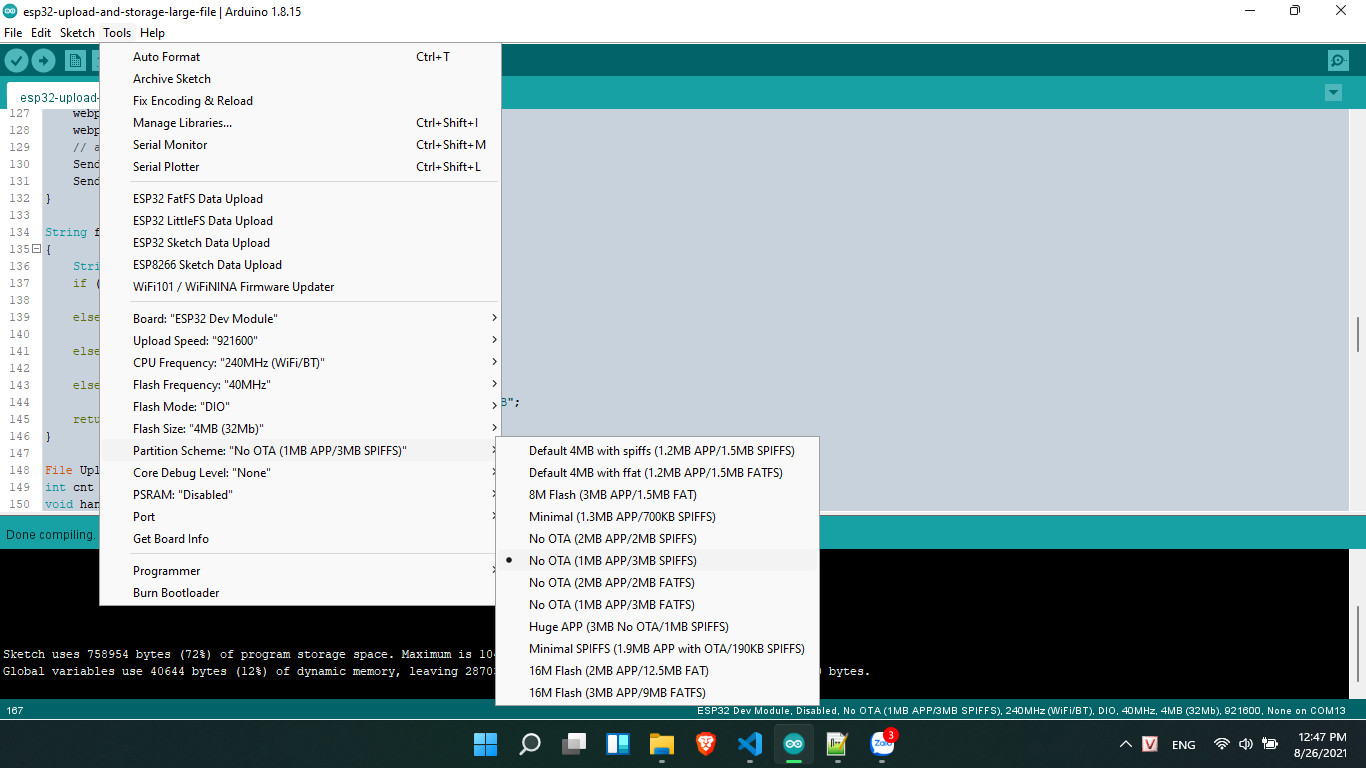 esp32-upload-and-storage-large-file | Arduino 1.8.15
File Edit Sketch Tools Help
esp32-upload-
Auto Format Ctrl+T
Archive Sketch
Fix Encoding & Reload
Manage Libraries... Ctrl+Shift+I
Serial Monitor Ctrl+Shift+M
Serial Plotter Ctrl+Shift+L
ESP32 FatFS Data Upload
ESP32 LittleFS Data Upload
ESP32 Sketch Data Upload
ESP8266 Sketch Data Upload
WiFi101 / WiFiNINA Firmware Updater
Board: "ESP32 Dev Module"
Upload Speed: "921600"
CPU Frequency: "240MHz (WiFi/BT)"
Flash Frequency: "40MHz"
Flash Mode: "DIO"
Flash Size: "4MB (32Mb)"
Partition Scheme: "No OTA (1MB APP/3MB SPIFFS)"
Core Debug Level: "None"
PSRAM: "Disabled"
Port
Get Board Info
Programmer
Burn Bootloader
Default 4MB with spiffs (1.2MB APP/1.5MB SPIFFS)
Default 4MB with ffat (1.2MB APP/1.5MB FATFS)
8M Flash (3MB APP/1.5MB FAT)
Minimal (1.3MB APP/700KB SPIFFS)
No OTA (2MB APP/2MB SPIFFS)
No OTA (1MB APP/3MB SPIFFS)
No OTA (2MB APP/2MB FATFS)
No OTA (1MB APP/3MB FATFS)
Huge APP (3MB No OTA/1MB SPIFFS)
Minimal SPIFFS (1.9MB APP with OTA/190KB SPIFFS)
16M Flash (2MB APP/12.5MB FAT)
16M Flash (3MB APP/9MB FATFS)
127 webp
128 webp
129 // a
130 Send
131 Send
132 }
133
134 String f
135 {
136 Stri
137 if (
138
139 else
140
141 else
142
143 else
144 B";
145 retu
146 }
147
148 File Upl
149 int cnt
150 void han
Done compiling.
Sketch uses 758954 bytes (72%) of program storage space. Maximum is 10
Global variables use 40644 bytes (12%) of dynamic memory, leaving 2870 bytes.
167 ESP32 Dev Module, Disabled, No OTA (1MB APP/3MB SPIFFS), 240MHz (WiFi/BT), DIO, 40MHz, 4MB (32Mb), 921600, None on COM13
Zalo 3
V ENG
12:47 PM
8/26/2021